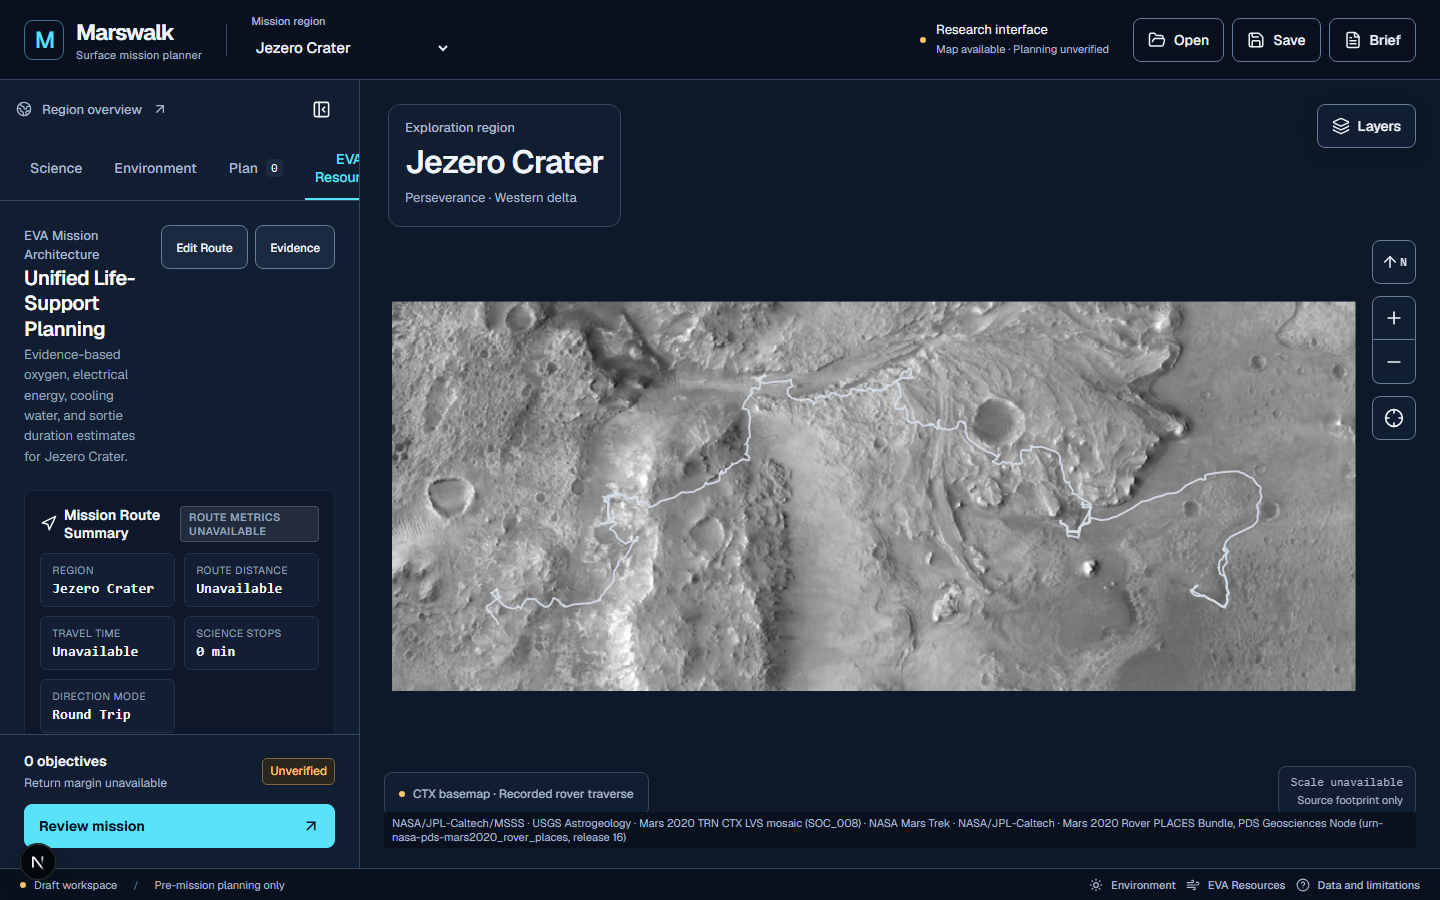 M
Marswalk
Surface mission planner
Mission region
Jezero Crater
Research interface
Map available · Planning unverified
Open
Save
Brief
Region overview
Science
Environment
Plan 0
EVA
Resour
EVA Mission
Architecture
Unified Life-
Support
Planning
Evidence-based
oxygen, electrical
energy, cooling
water, and sortie
duration estimates
for Jezero Crater.
Edit Route
Evidence
Mission Route
Summary
ROUTE METRICS
UNAVAILABLE
REGION
Jezero Crater
ROUTE DISTANCE
Unavailable
TRAVEL TIME
Unavailable
SCIENCE STOPS
0 min
DIRECTION MODE
Round Trip
0 objectives
Return margin unavailable
Unverified
Review mission
Exploration region
Jezero Crater
Perseverance · Western delta
Layers
N
CTX basemap · Recorded rover traverse
Scale unavailable
Source footprint only
NASA/JPL-Caltech/MSSS · USGS Astrogeology · Mars 2020 TRN CTX LVS mosaic (SOC_008) · NASA Mars Trek · NASA/JPL-Caltech · Mars 2020 Rover PLACES Bundle, PDS Geosciences Node (urn-
nasa-pds-mars2020_rover_places, release 16)
N
Draft workspace / Pre-mission planning only
Environment
EVA Resources
Data and limitations